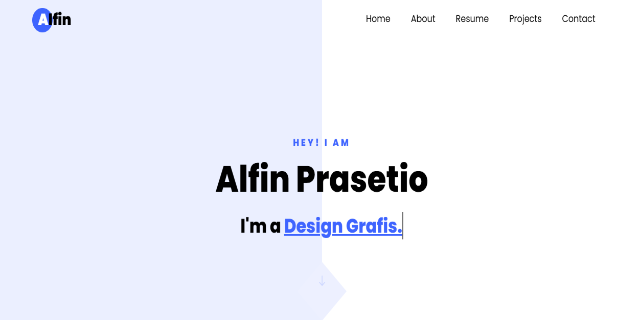 Alfin
Home About Resume Projects Contact
HEY! I AM
Alfin Prasetio
I'm a Design Grafis.